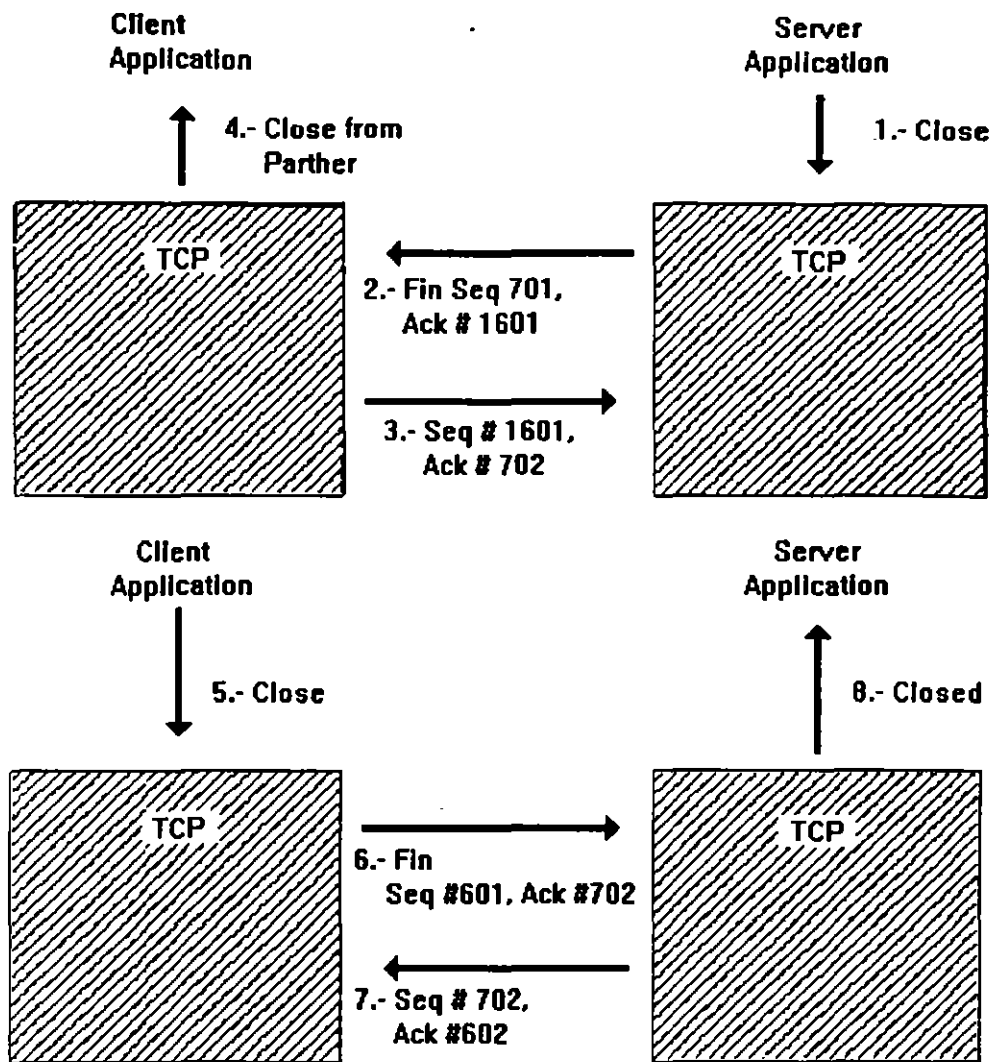 Client
Application
Server
Application
4.- Close from
Parther
1.- Close
TCP
TCP
2.- Fin Seq 701,
Ack # 1601
3.- Seq # 1601,
Ack # 702
Client
Application
Server
Application
5.- Close
8.- Closed
TCP
TCP
6.- Fin
Seq #601, Ack #702
7.- Seq # 702,
Ack #602